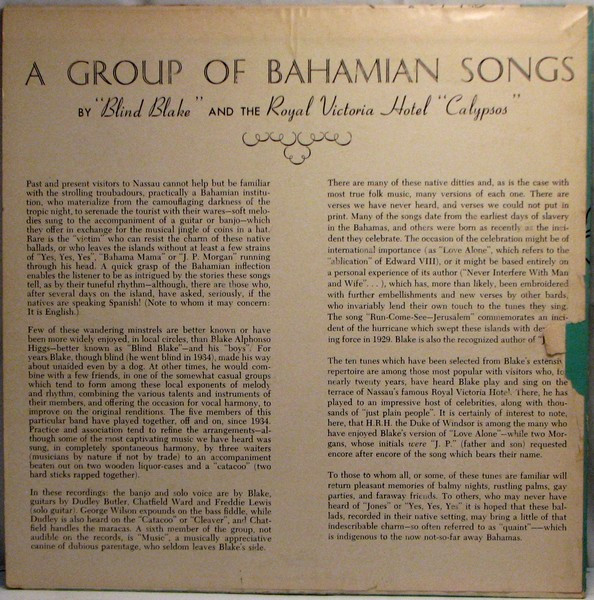 A GROUP OF BAHAMIAN SONGS
BY "Blind Blake" AND THE Royal Victoria Hotel "Calypsos"
Past and present visitors to Nassau cannot help but be familiar
with the strolling troubadours, practically a Bahamian institu-
tion, who materialize from the camouflaging darkness of the
tropic night, to serenade the tourist with their wares—soft melo-
dies sung to the accompaniment of a guitar or banjo—which
they offer in exchange for the musical jingle of coins in a hat.
Rare is the "victim" who can resist the charm of these native
ballads, or who leaves the islands without at least a few strains
of "Yes, Yes, Yes", "Bahama Mama" or "J. P. Morgan" running
through his head. A quick grasp of the Bahamian inflection
enables the listener to be as intrigued by the stories these songs
tell, as by their tuneful rhythm—although, there are those who,
after several days on the island, have asked, seriously, if the
natives are speaking Spanish! (Note to whom it may concern:
It is English.)
Few of these wandering minstrels are better known or have
been more widely enjoyed, in local circles, than Blake Alphonso
Higgs—better known as "Blind Blake"—and his "boys". For
years Blake, though blind (he went blind in 1934), made his way
about unaided even by a dog. At other times, he would com-
bine with a few friends, in one of the somewhat casual groups
which tend to form among these local exponents of melody
and rhythm, combining the various talents and instruments of
their members, and offering the occasion for vocal harmony, to
improve on the original renditions. The five members of this
particular band have played together, off and on, since 1934.
Practice and association tend to refine the arrangements—al-
though some of the most captivating music we have heard was
sung, in completely spontaneous harmony, by three waiters
(musicians by nature if not by trade) to an accompaniment
beaten out on two wooden liquor-cases and a "catacoo" (two
hard sticks rapped together).
In these recordings: the banjo and solo voice are by Blake,
guitars by Dudley Butler, Chatfield Ward and Freddie Lewis
(solo guitar). George Wilson expounds on the bass fiddle, while
Dudley is also heard on the "Catacoo" or "Cleaver", and Chat-
field handles the maracas. A sixth member of the group, not
audible on the records, is "Music", a musically appreciative
canine of dubious parentage, who seldom leaves Blake's side.
There are many of these native ditties and, as is the case with
most true folk music, many versions of each one. There are
verses we have never heard, and verses we could not put in
print. Many of the songs date from the earliest days of slavery
in the Bahamas, and others were born as recently as the inci-
dent they celebrate. The occasion of the celebration might be of
international importance (as "Love Alone", which refers to the
"ablication" of Edward VIII), or it might be based entirely on
a personal experience of its author ("Never Interfere With Man
and Wife". . .), which has, more than likely, been embroidered
with further embellishments and new verses by other bards,
who invariably lend their own touch to the tunes they sing.
The song "Run-Come-See—Jerusalem" commemorates an inci-
dent of the hurricane which swept these islands with
ing force in 1929. Blake is also the recognized author of
The ten tunes which have been selected from Blake's
repertoire are among those most popular with visitors who, for
nearly twenty years, have heard Blake play and sing on the
terrace of Nassau's famous Royal Victoria Hotel. There, he has
played to an impressive host of celebrities, along with thou-
sands of "just plain people". It is certainly of interest to note,
here, that H.R.H. the Duke of Windsor is among the many who
have enjoyed Blake's version of "Love Alone"—while two Mor-
gans, whose initials were "J. P." (father and son) requested
encore after encore of the song which bears their name.
To those to whom all, or some, of these tunes are familiar will
return pleasant memories of balmy nights, rustling palms, gay
parties, and faraway friends. To others, who may never have
heard of "Jones" or "Yes, Yes, Yes" it is hoped that these bal-
lads, recorded in their native setting, may bring a little of that
indescribable charm—so often referred to as "quaint"—which
is indigenous to the now not-so-far away Bahamas.